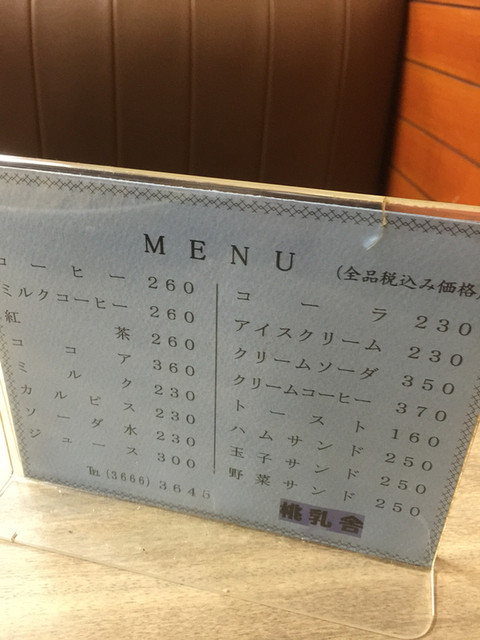 MENU
(全品税込み価格)
コーヒー 260
ミルクコーヒー 260
紅茶 260
ココア 360
ミルク 230
カルピス 230
ソーダ水 230
ジュース 300
コーラ 230
アイスクリーム 230
クリームソーダ 350
クリームコーヒー 370
トースト 160
ハムサンド 250
玉子サンド 250
野菜サンド 250
℡(3666)3645
桃乳舎